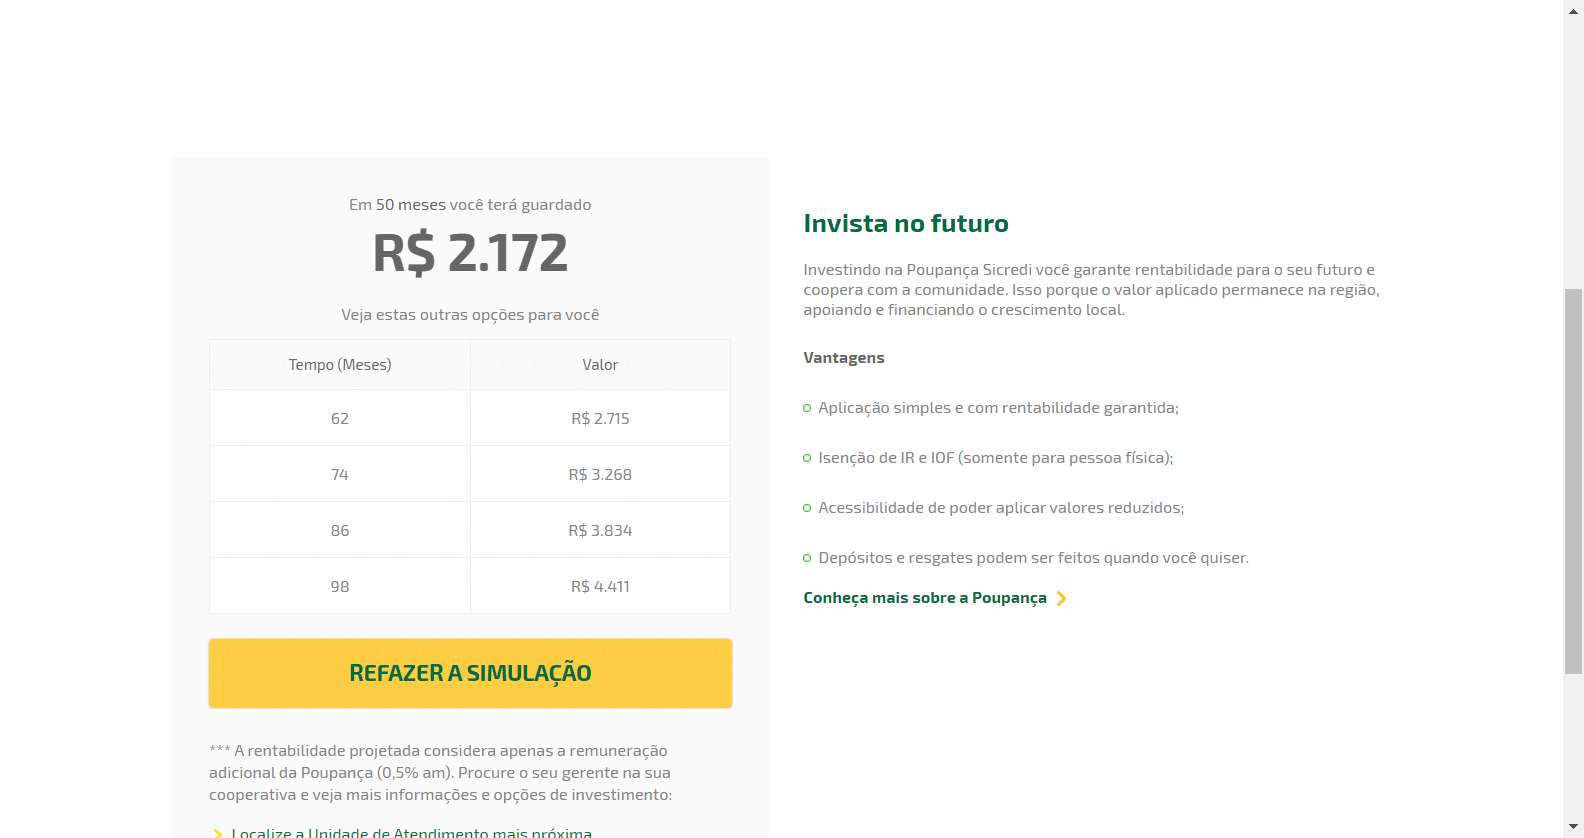 Em 50 meses você terá guardado
R$ 2.172
Veja estas outras opções para você
Tempo (Meses) Valor
62 R$ 2.715
74 R$ 3.268
86 R$ 3.834
98 R$ 4.411
REFAZER A SIMULAÇÃO
*** A rentabilidade projetada considera apenas a remuneração
adicional da Poupança (0,5% am). Procure o seu gerente na sua
cooperativa e veja mais informações e opções de investimento:
Localize a Unidade de Atendimento mais próxima
Invista no futuro
Investindo na Poupança Sicredi você garante rentabilidade para o seu futuro e
coopera com a comunidade. Isso porque o valor aplicado permanece na região,
apoiando e financiando o crescimento local.
Vantagens
Aplicação simples e com rentabilidade garantida;
Isenção de IR e IOF (somente para pessoa física);
Acessibilidade de poder aplicar valores reduzidos;
Depósitos e resgates podem ser feitos quando você quiser.
Conheça mais sobre a Poupança